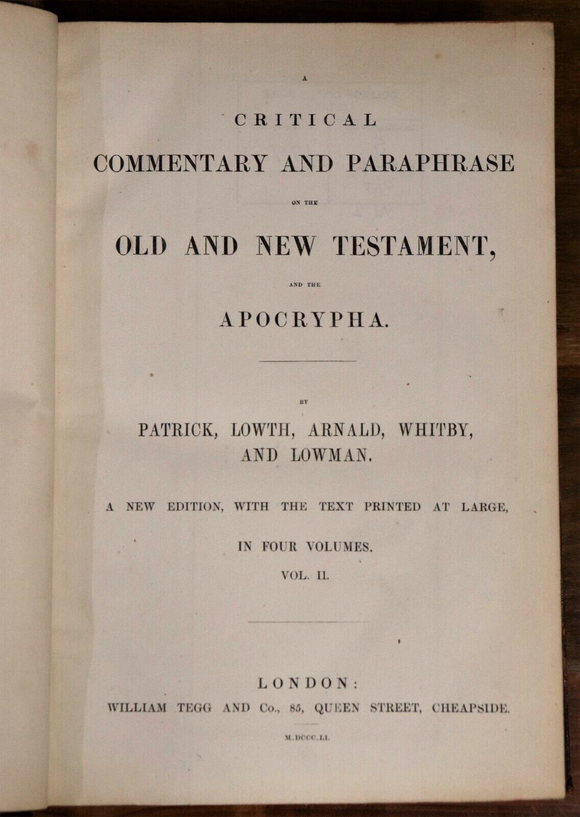 A
CRITICAL
COMMENTARY AND PARAPHRASE
ON THE
OLD AND NEW TESTAMENT,
AND THE
APOCRYPHA.
BY
PATRICK, LOWTH, ARNALD, WHITBY,
AND LOWMAN.
A NEW EDITION, WITH THE TEXT PRINTED AT LARGE,
IN FOUR VOLUMES.
VOL. II.
LONDON:
WILLIAM TEGG AND Co., 85, QUEEN STREET, CHEAPSIDE.
M.DCCC.LI.